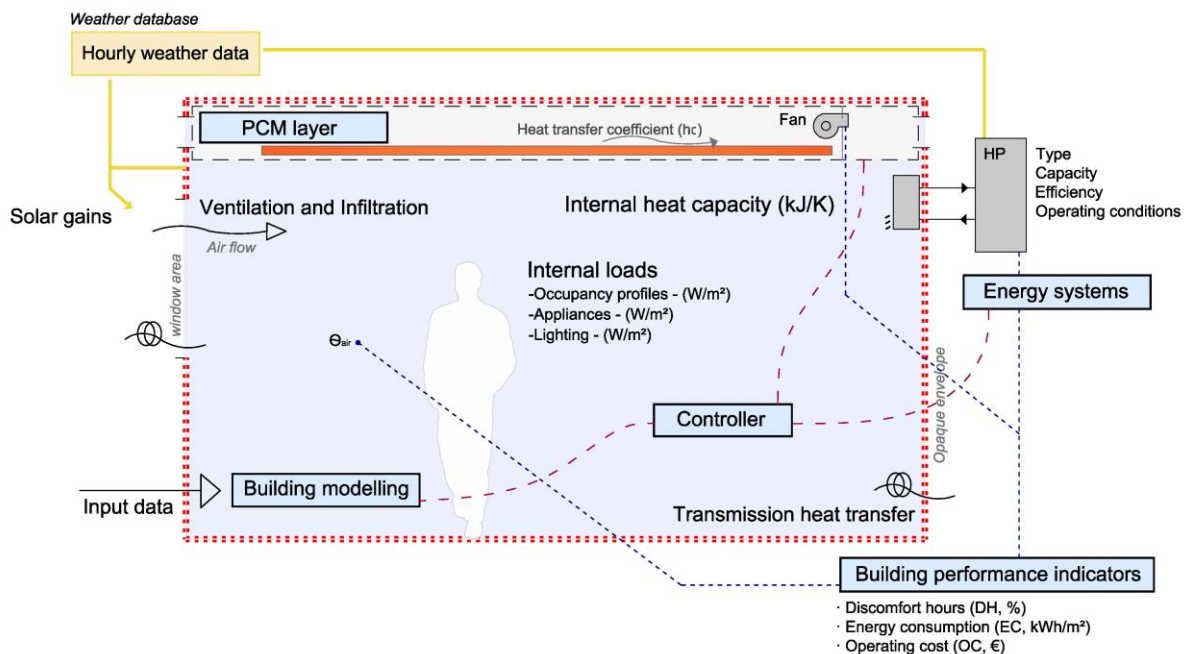 Weather database
Hourly weather data
PCM layer
Heat transfer coefficient (hc)
Fan
HP
Type
Capacity
Efficiency
Operating conditions
Solar gains
Ventilation and Infiltration
Air flow
Internal heat capacity (kJ/K)
window area
Internal loads
-Occupancy profiles - (W/m²)
-Appliances - (W/m²)
-Lighting - (W/m²)
Energy systems
Θair
Opaque envelope
Controller
Building modelling
Input data
Transmission heat transfer
Building performance indicators
· Discomfort hours (DH, %)
· Energy consumption (EC, kWh/m²)
· Operating cost (OC, €)